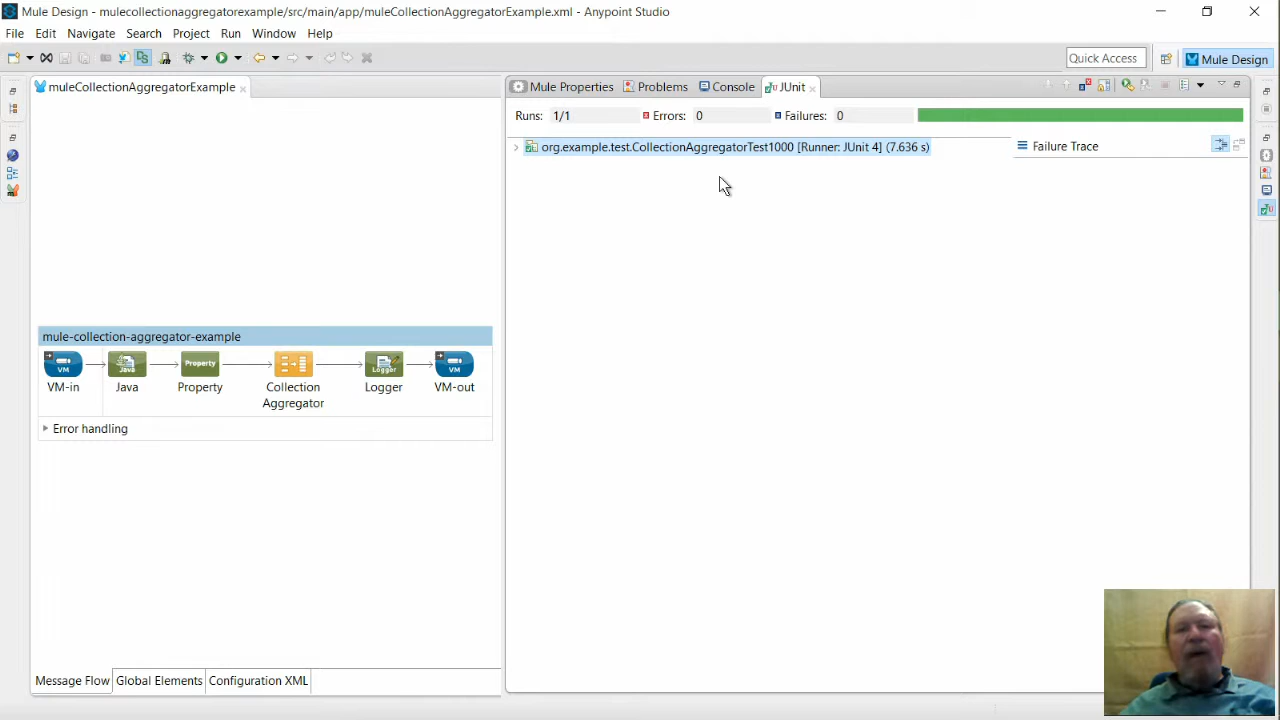 Mule Design - mulecollectionaggregatorexample/src/main/app/muleCollectionAggregatorExample.xml - Anypoint Studio
File Edit Navigate Search Project Run Window Help
Quick Access
Mule Design
muleCollectionAggregatorExample
Mule Properties Problems Console JUnit
Runs: 1/1 Errors: 0 Failures: 0
org.example.test.CollectionAggregatorTest1000 [Runner: JUnit 4] (7.636 s)
Failure Trace
mule-collection-aggregator-example
VM Java Property Logger VM
VM-in Java Property Collection Aggregator Logger VM-out
Error handling
Message Flow Global Elements Configuration XML